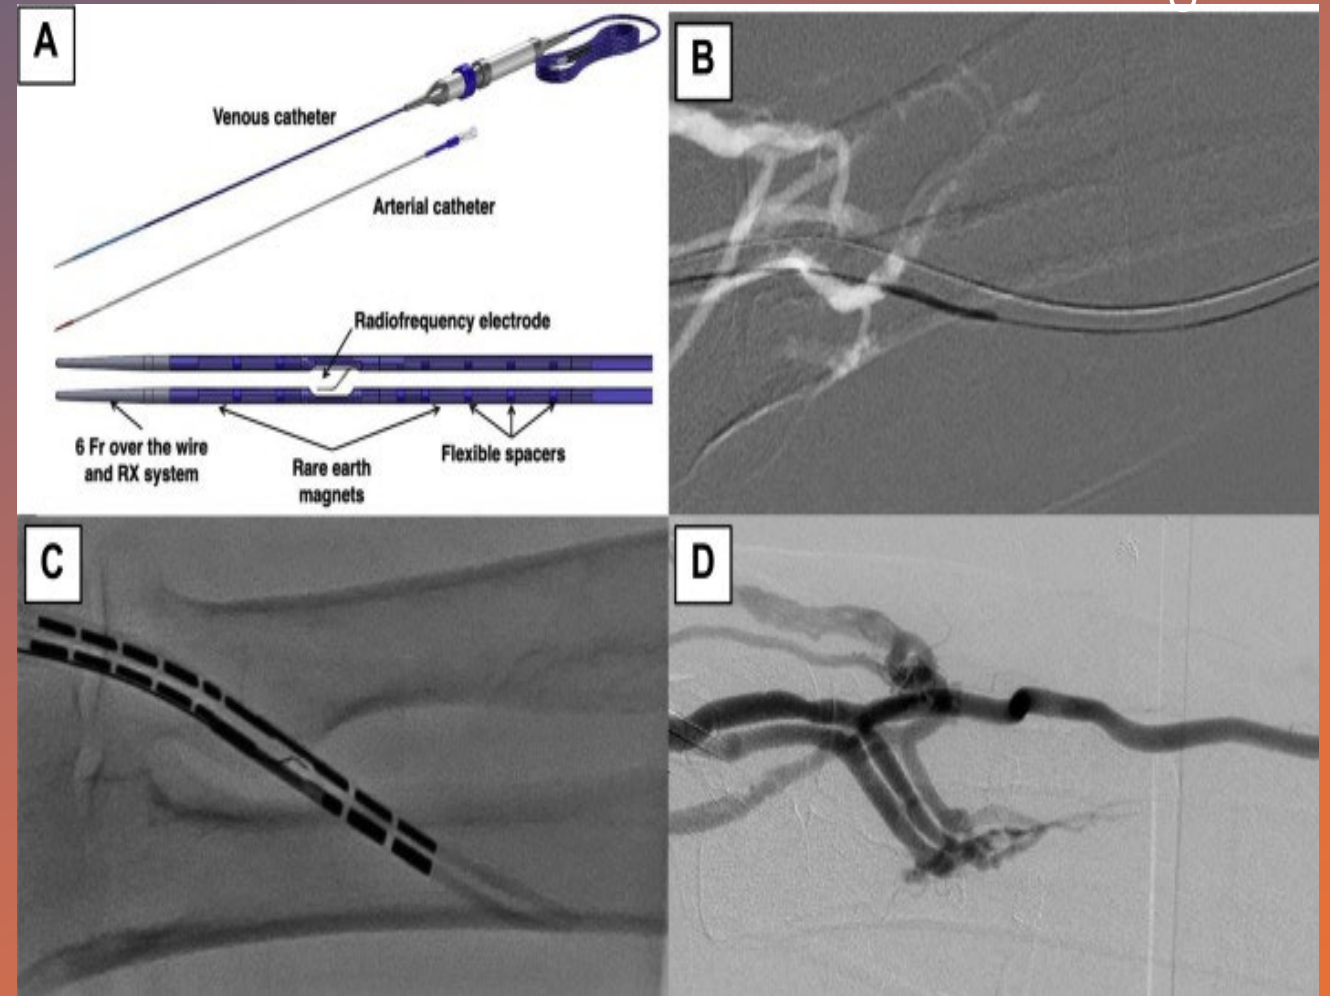 A
Venous catheter
Arterial catheter
Radiofrequency electrode
6 Fr over the wire
and RX system
Rare earth
magnets
Flexible spacers
B
C
D